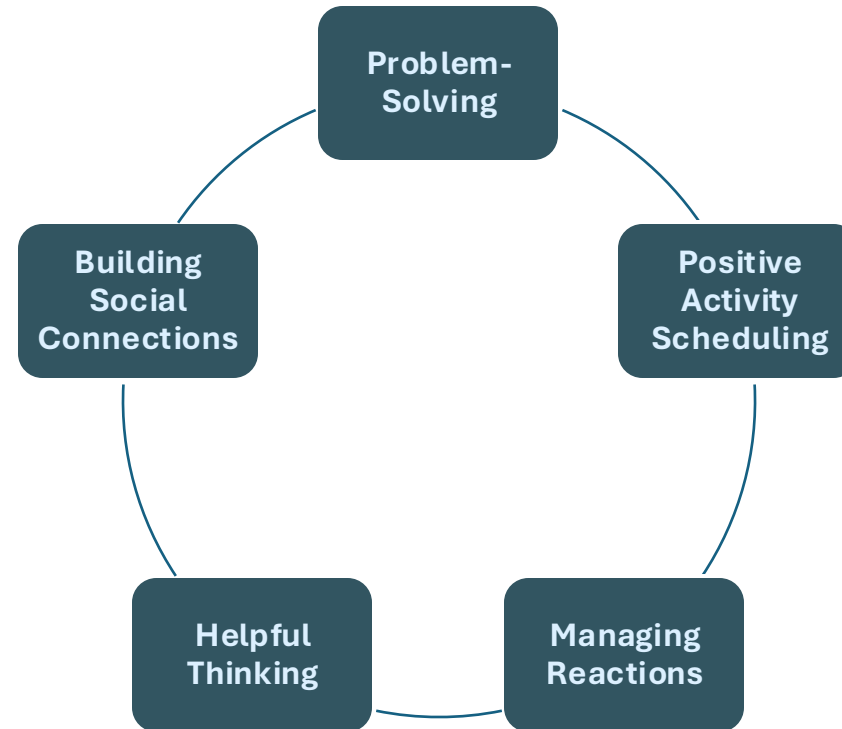 Problem-
Solving
Positive
Activity
Scheduling
Managing
Reactions
Helpful
Thinking
Building
Social
Connections